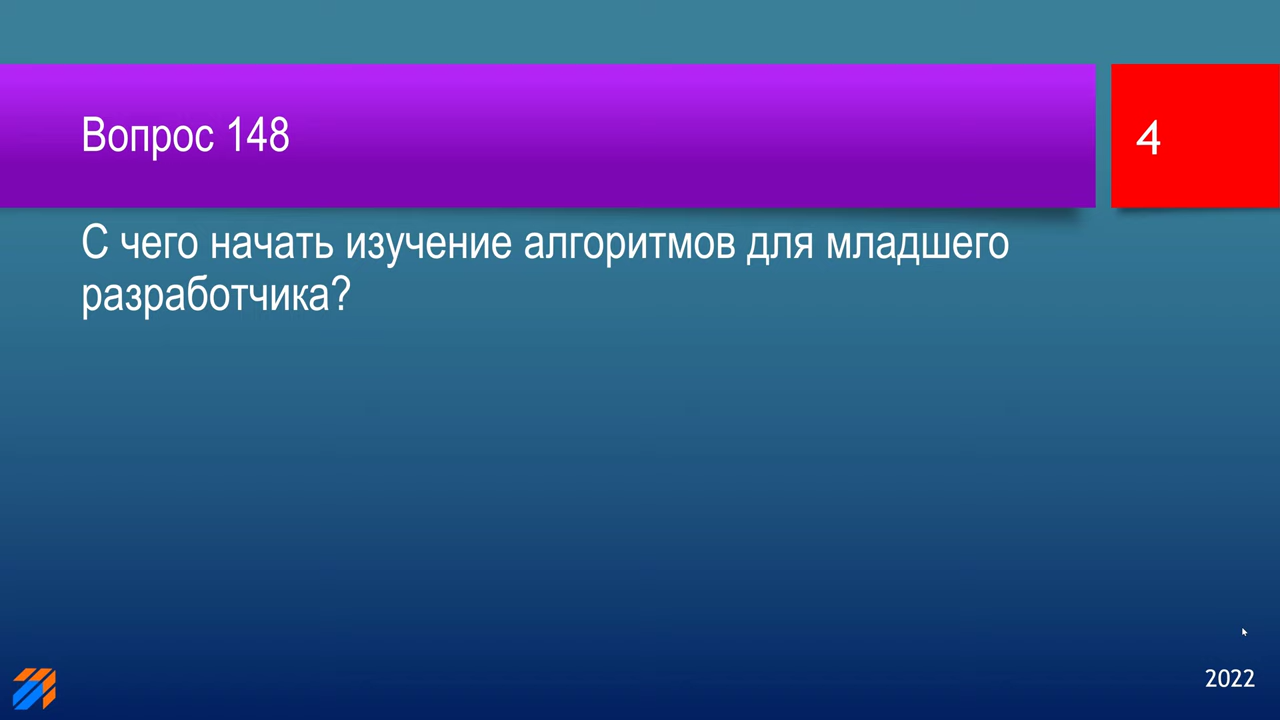 Вопрос 148
4
С чего начать изучение алгоритмов для младшего
разработчика?
2022